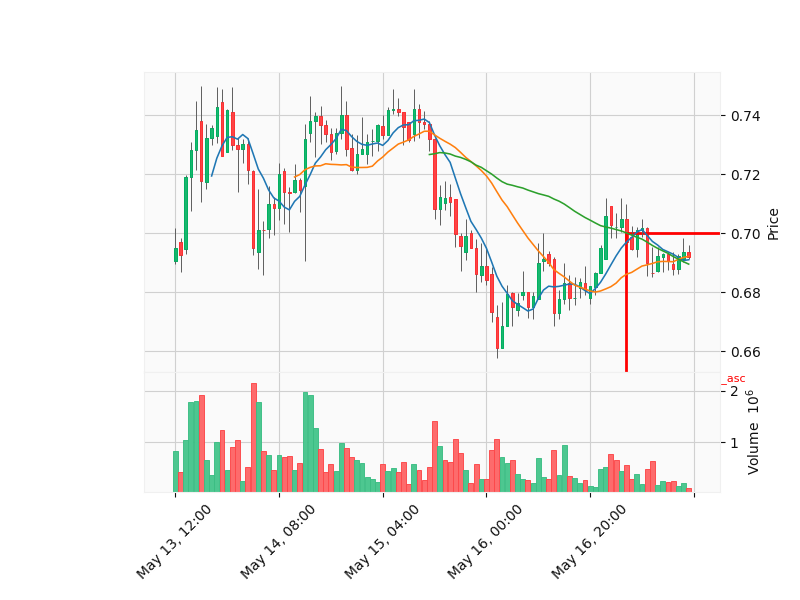 0.74
0.72
0.70
Price
0.68
0.66
_asc
2
1
Volume 10^6
May 13, 12:00
May 14, 08:00
May 15, 04:00
May 16, 00:00
May 16, 20:00